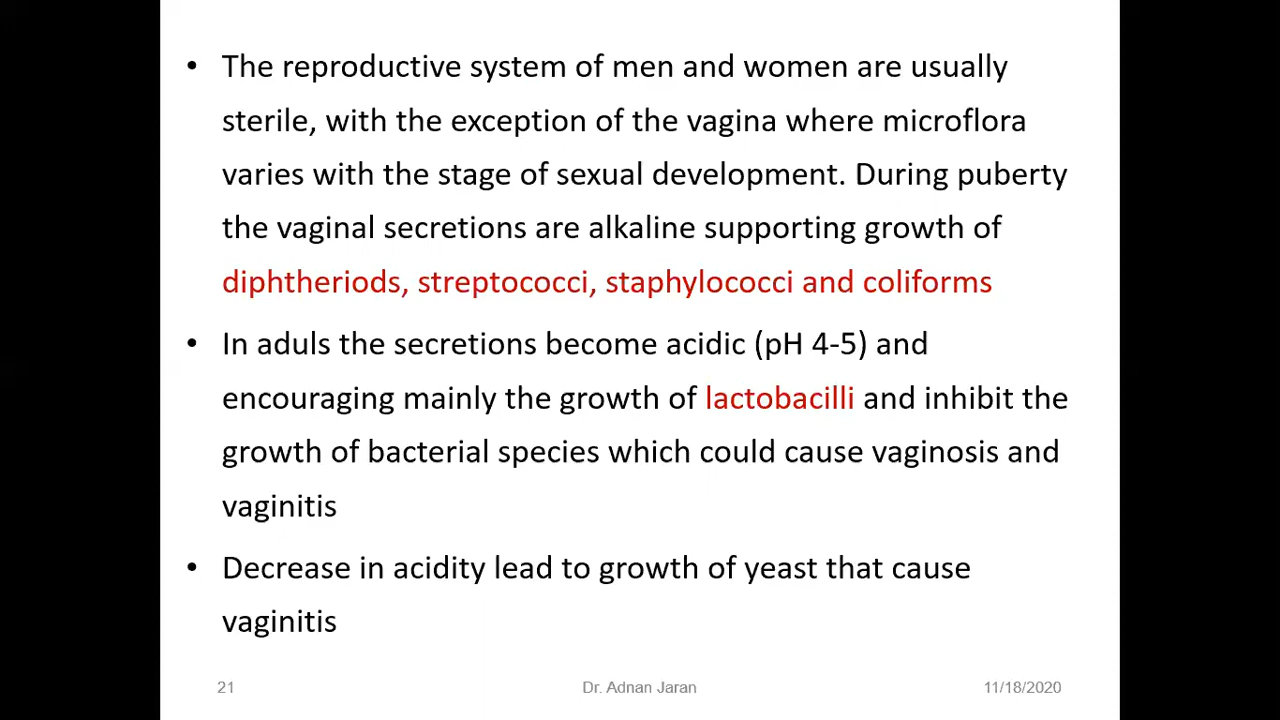 • The reproductive system of men and women are usually
sterile, with the exception of the vagina where microflora
varies with the stage of sexual development. During puberty
the vaginal secretions are alkaline supporting growth of
diphtheriods, streptococci, staphylococci and coliforms
• In aduls the secretions become acidic (pH 4-5) and
encouraging mainly the growth of lactobacilli and inhibit the
growth of bacterial species which could cause vaginosis and
vaginitis
• Decrease in acidity lead to growth of yeast that cause
vaginitis
21 Dr. Adnan Jaran 11/18/2020